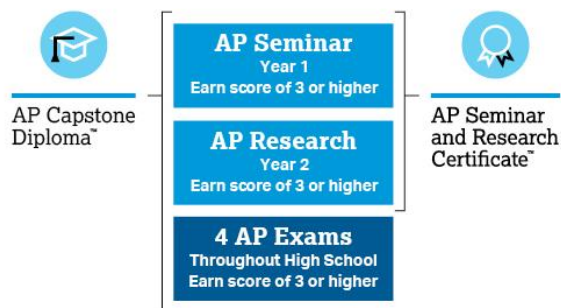 AP Capstone
Diploma™
AP Seminar
Year 1
Earn score of 3 or higher
AP Research
Year 2
Earn score of 3 or higher
4 AP Exams
Throughout High School
Earn score of 3 or higher
AP Seminar
and Research
Certificate™